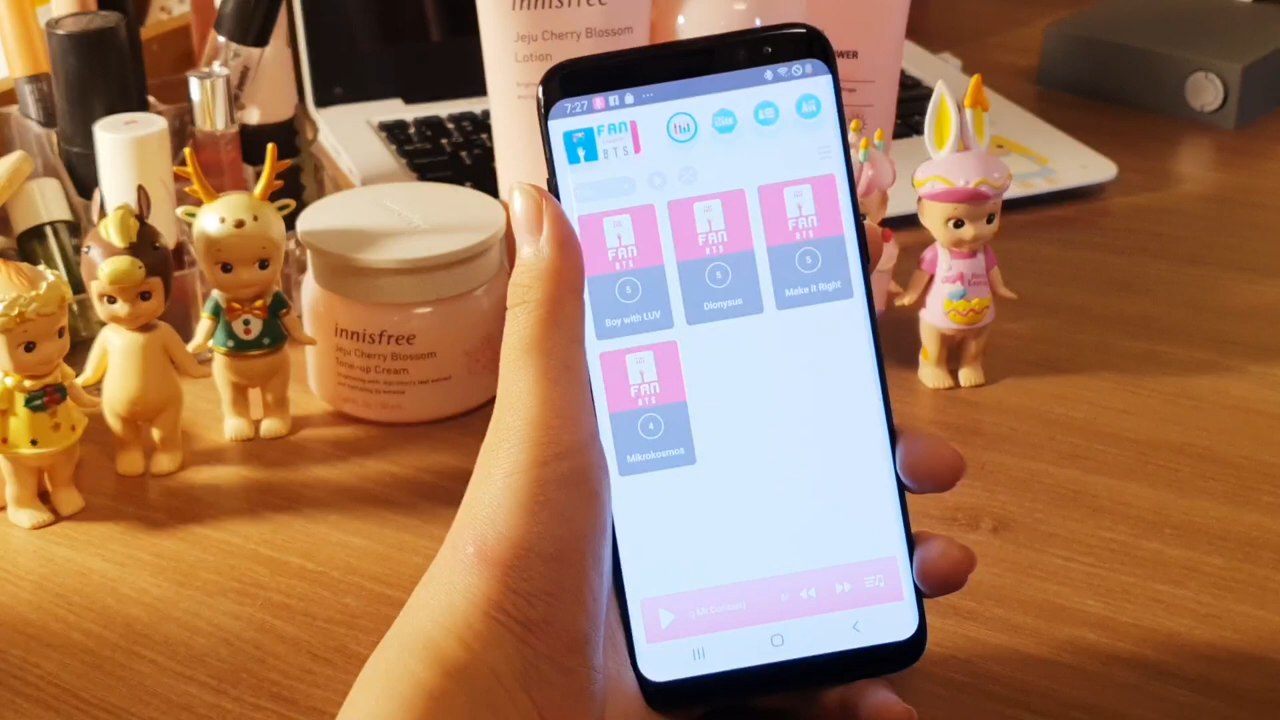 innisfree
Jeju Cherry Blossom
Lotion
7:27
FAN
BTS
FAN
BTS
5
Boy with LUV
FAN
BTS
5
Dionysus
FAN
BTS
5
Make It Right
FAN
BTS
4
Mikrokosmos
innisfree
Jeju Cherry Blossom
Tone-up Cream